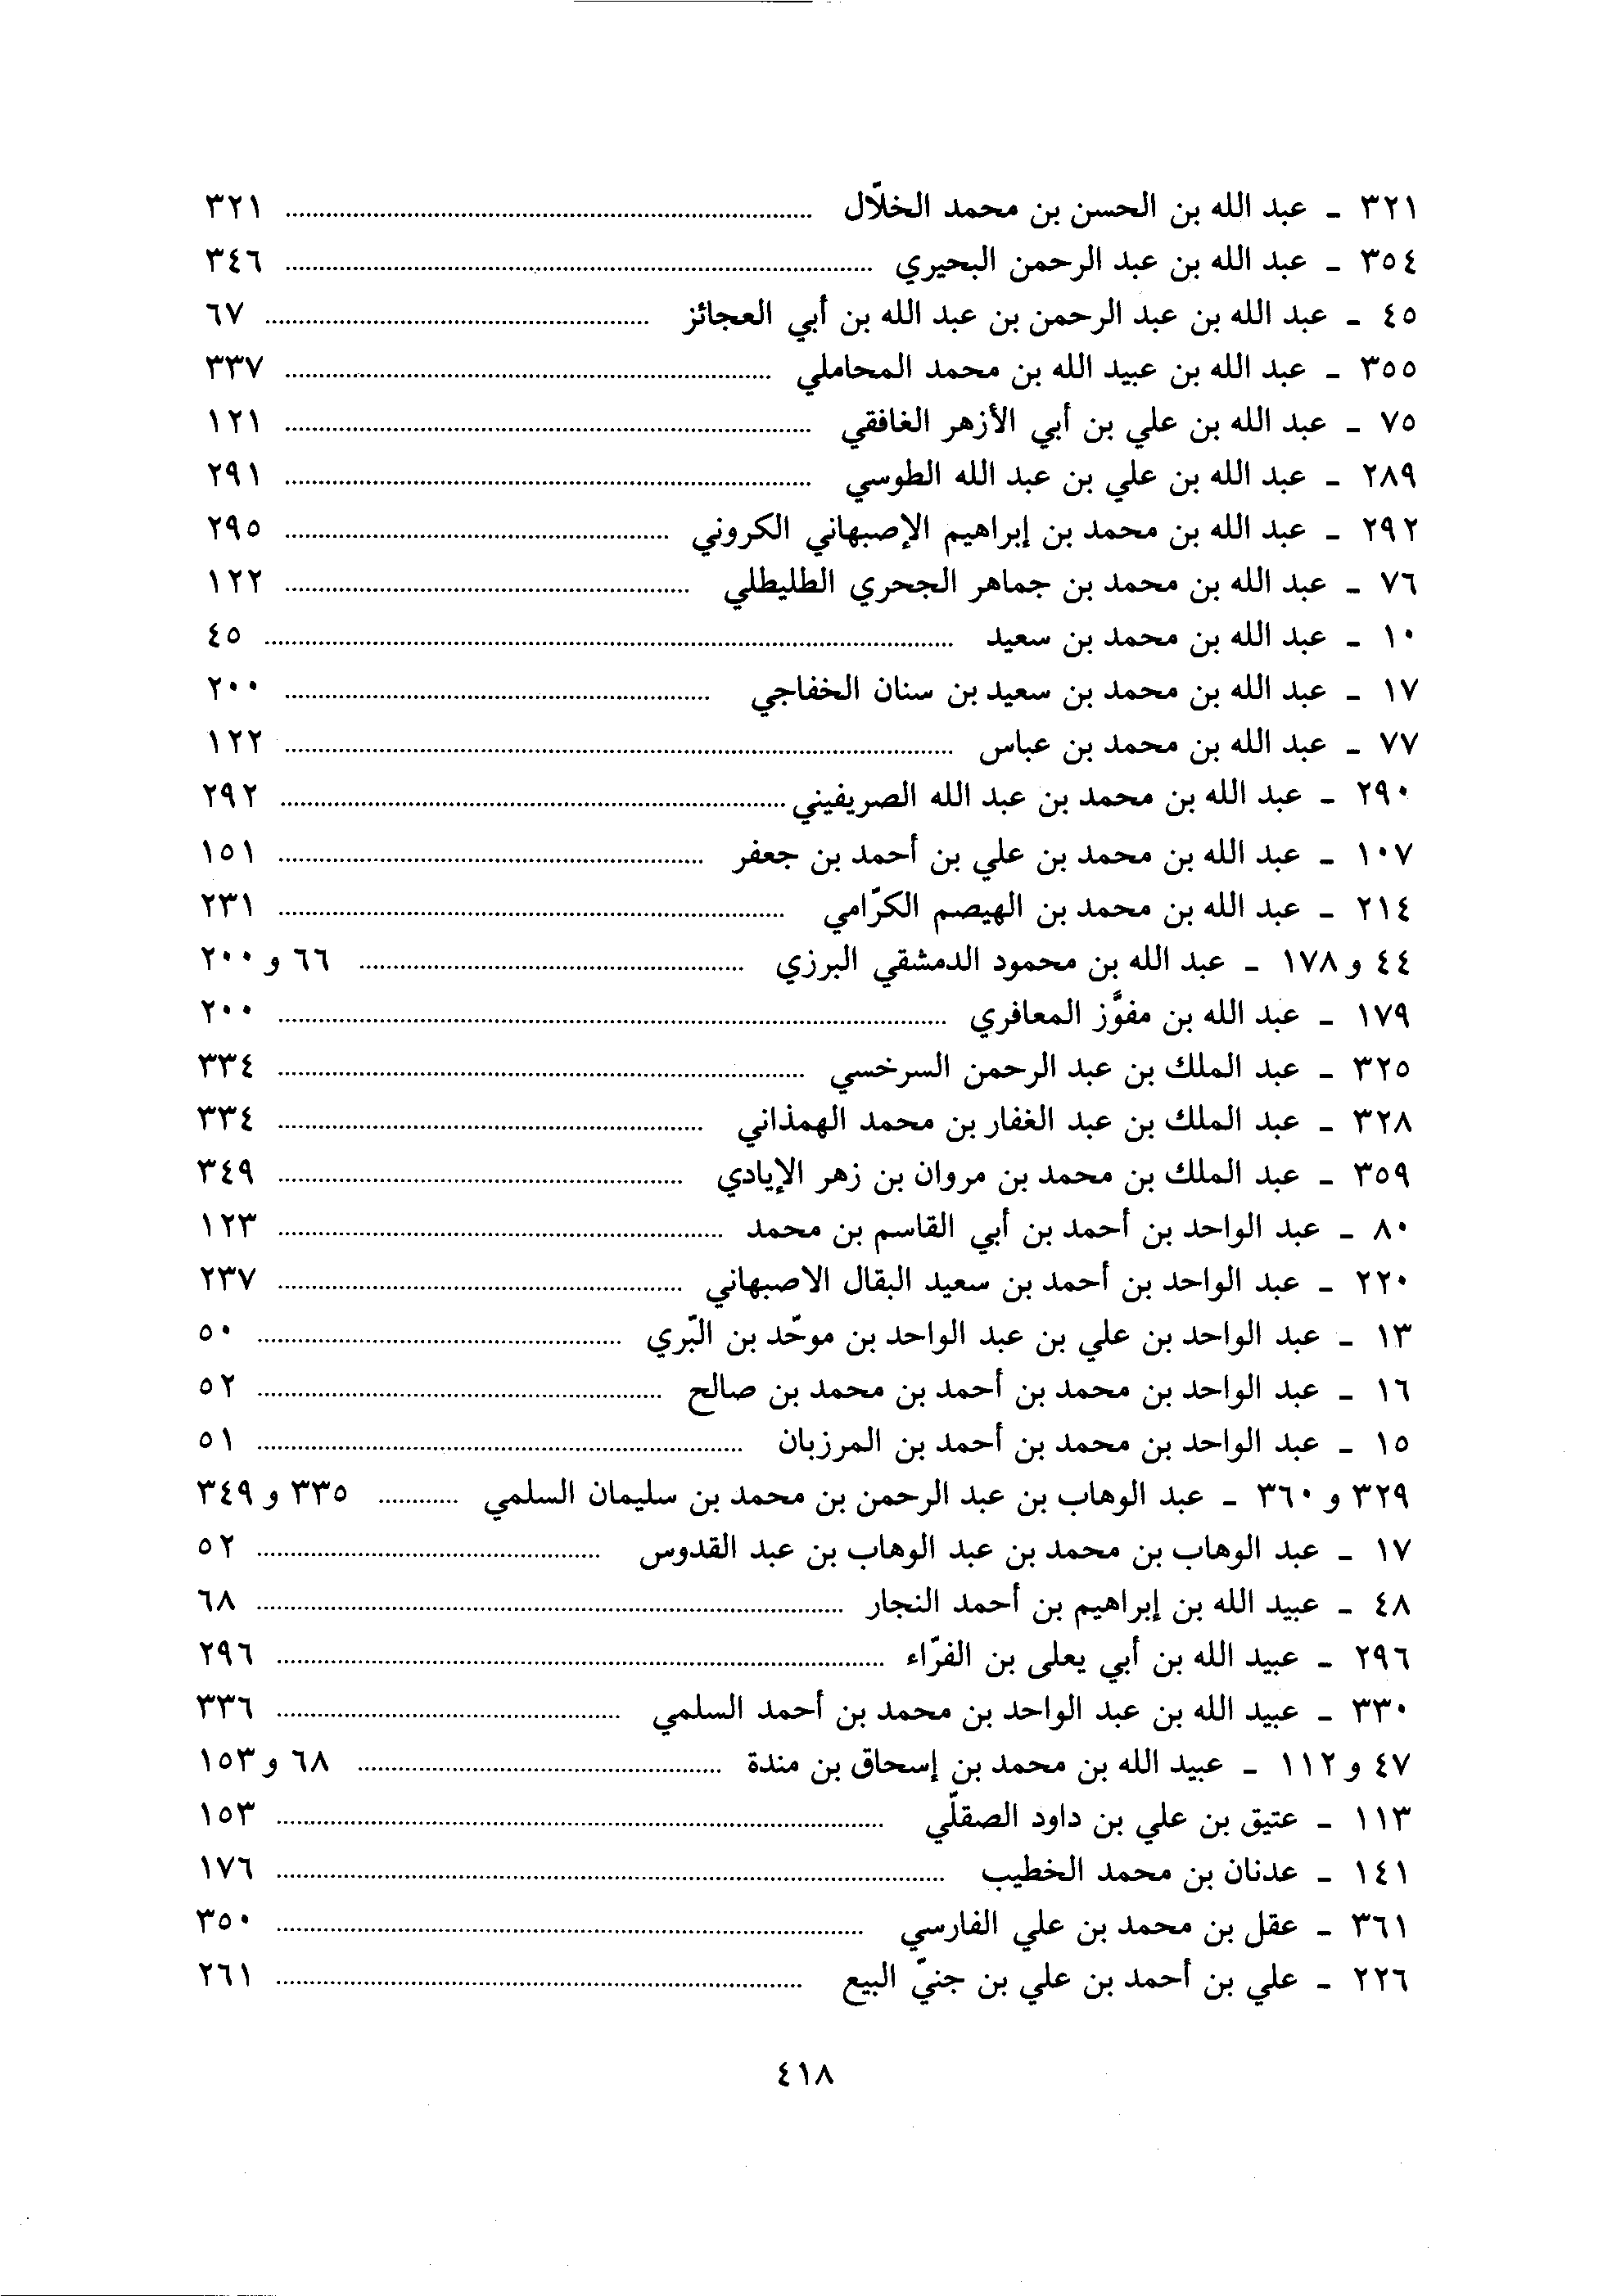 ٣٢١ - عبد الله بن الحسن بن محمد الخلّال ........ ٣٢١
٣٥٤ - عبد الله بن عبد الرحمن البحيري ........ ٣٤٦
٤٥ - عبد الله بن عبد الرحمن بن عبد الله بن أبي العجائز ........ ٦٧
٣٥٥ - عبد الله بن عبيد الله بن محمد المحاملي ........ ٣٣٧
٧٥ - عبد الله بن علي بن أبي الأزهر الغافقي ........ ١٢١
٢٨٩ - عبد الله بن علي بن عبد الله الطوسي ........ ٢٩١
٢٩٢ - عبد الله بن محمد بن إبراهيم الإصبهاني الكروني ........ ٢٩٥
٧٦ - عبد الله بن محمد بن جماهر الجحري الطليطلي ........ ١٢٢
١٠ - عبد الله بن محمد بن سعيد ........ ٤٥
١٧ - عبد الله بن محمد بن سعيد بن سنان الخفاجي ........ ٢٠٠
٧٧ - عبد الله بن محمد بن عباس ........ ١٢٢
٢٩٠ - عبد الله بن محمد بن عبد الله الصريفيني ........ ٢٩٢
١٠٧ - عبد الله بن محمد بن علي بن أحمد بن جعفر ........ ١٥١
٢١٤ - عبد الله بن محمد بن الهيصم الكرّامي ........ ٢٣١
٤٤ و ١٧٨ - عبد الله بن محمود الدمشقي البرزي ........ ٦٦ و ٢٠٠
١٧٩ - عبد الله بن مفوَّز المعافري ........ ٢٠٠
٣٢٥ - عبد الملك بن عبد الرحمن السرخسي ........ ٣٣٤
٣٢٨ - عبد الملك بن عبد الغفار بن محمد الهمذاني ........ ٣٣٤
٣٥٩ - عبد الملك بن محمد بن مروان بن زهر الإيادي ........ ٣٤٩
٨٠ - عبد الواحد بن أحمد بن أبي القاسم بن محمد ........ ١٢٣
٢٢٠ - عبد الواحد بن أحمد بن سعيد البقال الاصبهاني ........ ٢٣٧
١٣ - عبد الواحد بن علي بن عبد الواحد بن موحّد بن البّري ........ ٥٠
١٦ - عبد الواحد بن محمد بن أحمد بن محمد بن صالح ........ ٥٢
١٥ - عبد الواحد بن محمد بن أحمد بن المرزبان ........ ٥١
٣٢٩ و ٣٦٠ - عبد الوهاب بن عبد الرحمن بن محمد بن سليمان السلمي ........ ٣٣٥ و ٣٤٩
١٧ - عبد الوهاب بن محمد بن عبد الوهاب بن عبد القدوس ........ ٥٢
٤٨ - عبيد الله بن إبراهيم بن أحمد النجار ........ ٦٨
٢٩٦ - عبيد الله بن أبي يعلى بن الفرّاء ........ ٢٩٦
٣٣٠ - عبيد الله بن عبد الواحد بن محمد بن أحمد السلمي ........ ٣٣٦
٤٧ و ١١٢ - عبيد الله بن محمد بن إسحاق بن مندة ........ ٦٨ و ١٥٣
١١٣ - عتيق بن علي بن داود الصقلّي ........ ١٥٣
١٤١ - عدنان بن محمد الخطيب ........ ١٧٦
٣٦١ - عقل بن محمد بن علي الفارسي ........ ٣٥٠
٢٢٦ - علي بن أحمد بن علي بن جنيّ البيع ........ ٢٦١
٤١٨